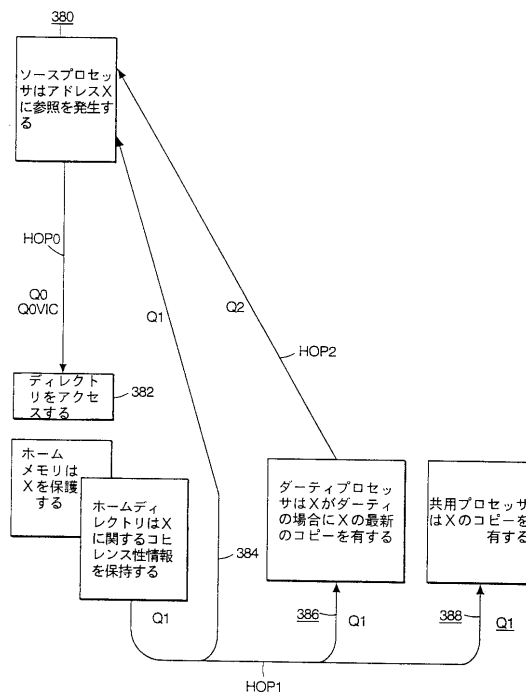 380
ソースプロセッ
サはアドレスX
に参照を発生す
る
HOP0
Q0
Q0VIC
Q1
Q2
HOP2
ディレクト
リをアクセ
スする
382
ホーム
メモリは
Xを保護
する
ホームディ
レクトリはX
に関するコヒ
レンス性情報
を保持する
384
ダーティプロセッ
サはXがダーティ
の場合にXの最新
のコピーを有する
共用プロセッサ
はXのコピーを
有する
Q1
386
Q1
388
Q1
HOP1